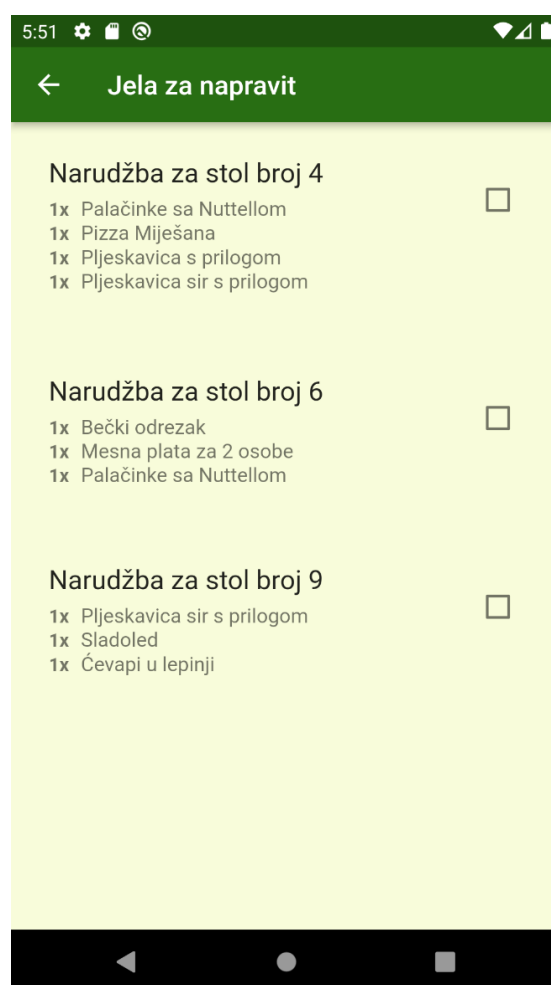 5:51
Jela za napravit
Narudžba za stol broj 4
1x Palačinke sa Nuttellom
1x Pizza Miješana
1x Pljeskavica s prilogom
1x Pljeskavica sir s prilogom
Narudžba za stol broj 6
1x Bečki odrezak
1x Mesna plata za 2 osobe
1x Palačinke sa Nuttellom
Narudžba za stol broj 9
1x Pljeskavica sir s prilogom
1x Sladoled
1x Ćevapi u lepinji